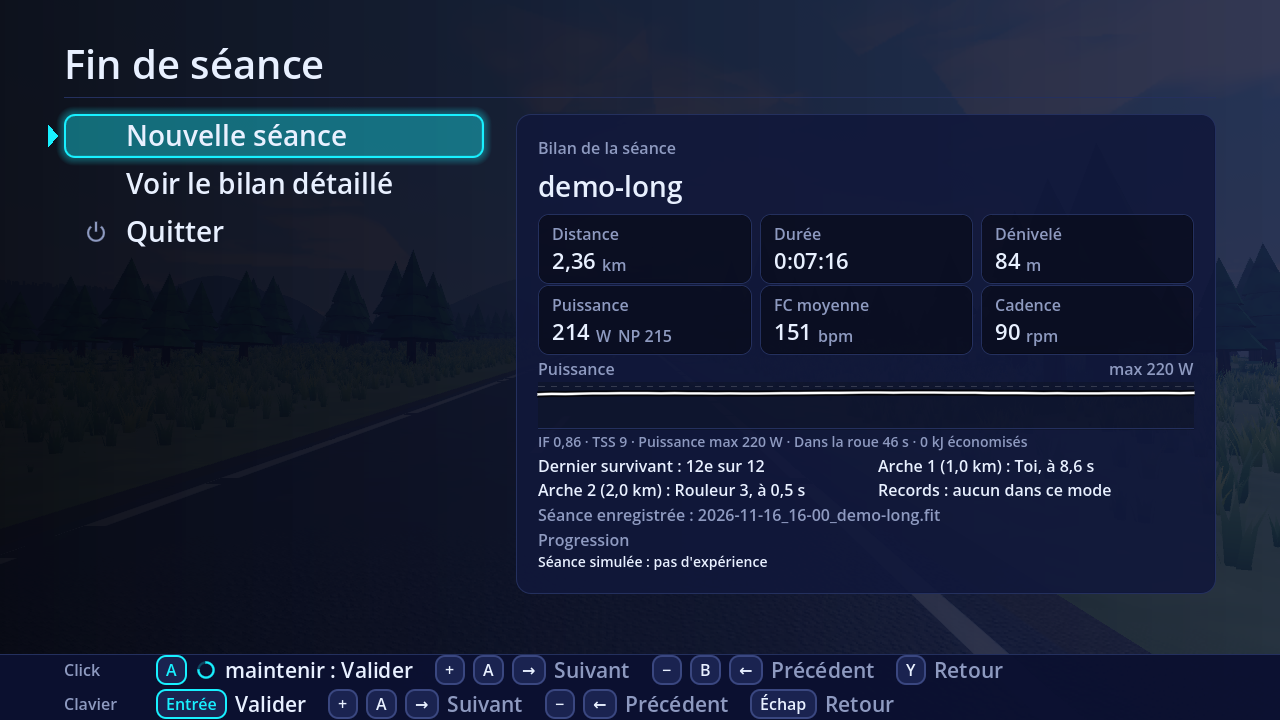 Fin de séance
Nouvelle séance
Voir le bilan détaillé
Quitter
Bilan de la séance
demo-long
Distance
2,36 km
Durée
0:07:16
Dénivelé
84 m
Puissance
214 W NP 215
FC moyenne
151 bpm
Cadence
90 rpm
Puissance
max 220 W
IF 0,86 · TSS 9 · Puissance max 220 W · Dans la roue 46 s · 0 kJ économisés
Dernier survivant : 12e sur 12
Arche 1 (1,0 km) : Toi, à 8,6 s
Arche 2 (2,0 km) : Rouleur 3, à 0,5 s
Records : aucun dans ce mode
Séance enregistrée : 2026-11-16_16-00_demo-long.fit
Progression
Séance simulée : pas d'expérience
Click A maintenir : Valider + A → Suivant − B ← Précédent Y Retour
Clavier Entrée Valider + A → Suivant − ← Précédent Échap Retour